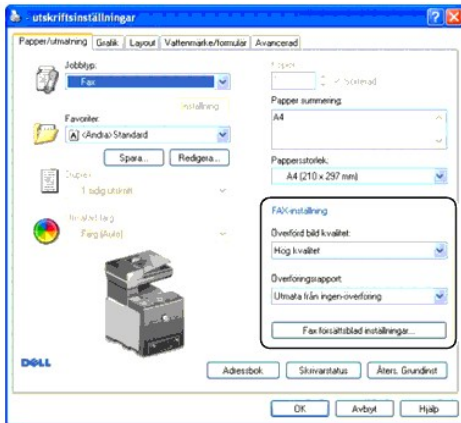 - utskriftsinställningar
Papper/utmatning Grafik Layout Vattenmärke/formulär Avancerad
Jobbtyp:
Fax
Inställning
Favoriter:
<Andra> Standard
Spara... Redigera...
1 sidig utskrift
Färg (Auto)
Sorterad
Papper summering:
A4
Pappersstorlek:
A4 (210 x 297 mm)
FAX-inställning
Överförd bild kvalitet:
Hög kvalitet
Överföringsrapport:
Utmata från ingen-överföring
Fax försättsblad inställningar...
DELL
Adressbok Skrivarstatus Åters. Grundinst
OK Avbryt Hjälp